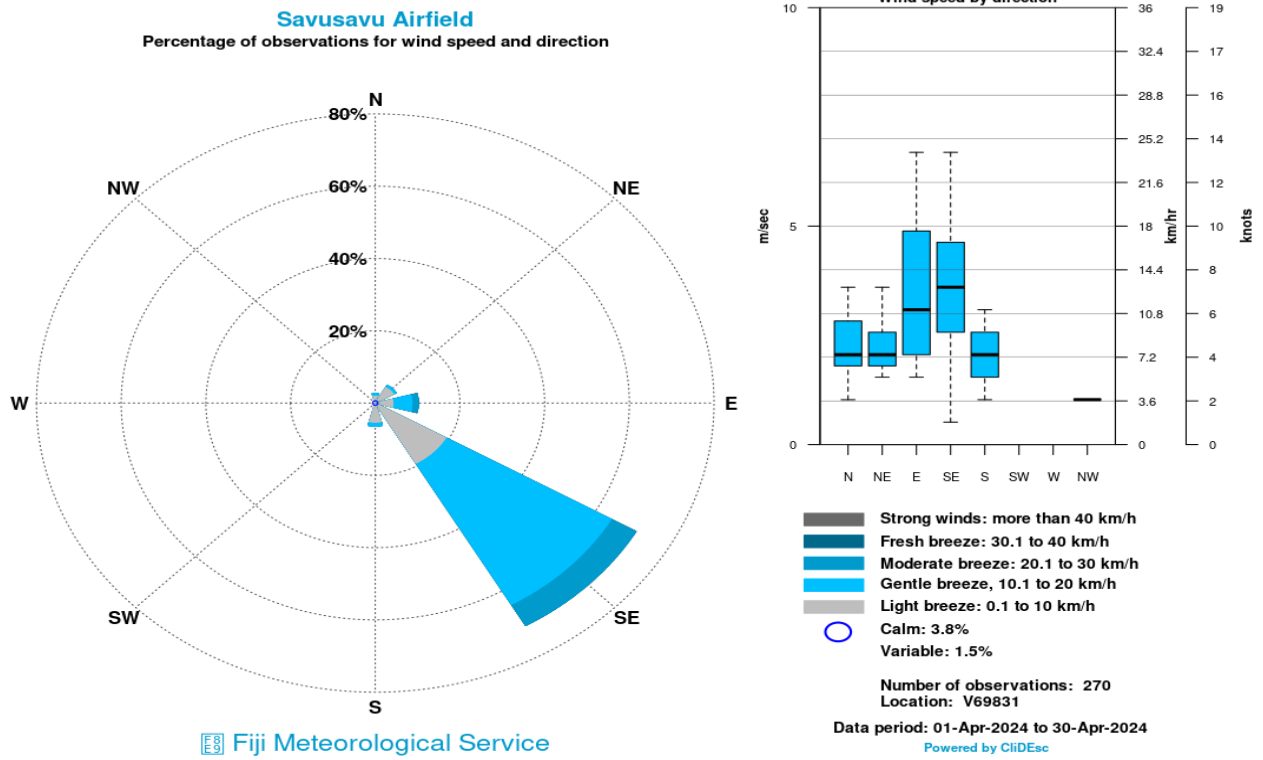 Savusavu Airfield
Percentage of observations for wind speed and direction
N
80%
60%
40%
20%
NW
NE
W
E
SW
SE
S
Fiji Meteorological Service
Wind speed by direction
10
5
0
m/sec
36
32.4
28.8
25.2
21.6
18
14.4
10.8
7.2
3.6
0
km/hr
19
17
16
14
12
10
8
6
4
2
0
knots
N NE E SE S SW W NW
Strong winds: more than 40 km/h
Fresh breeze: 30.1 to 40 km/h
Moderate breeze: 20.1 to 30 km/h
Gentle breeze, 10.1 to 20 km/h
Light breeze: 0.1 to 10 km/h
Calm: 3.8%
Variable: 1.5%
Number of observations: 270
Location: V69831
Data period: 01-Apr-2024 to 30-Apr-2024
Powered by CliDEsc